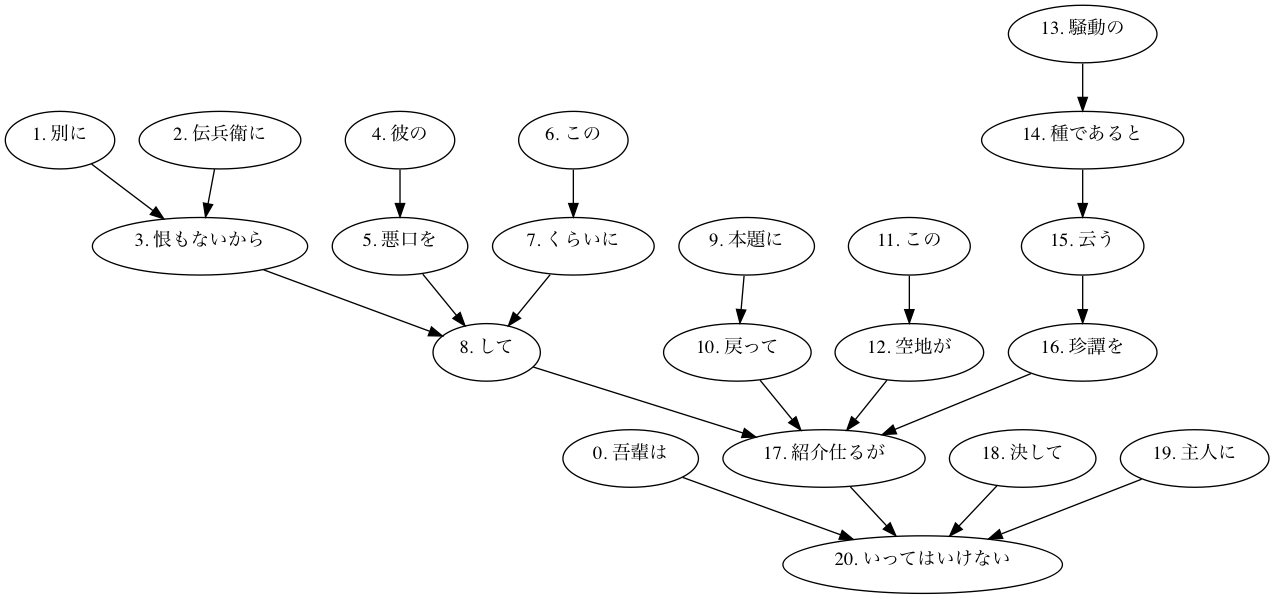 13. 騒動の
1. 別に
2. 伝兵衛に
4. 彼の
6. この
14. 種であると
3. 恨もないから
5. 悪口を
7. くらいに
9. 本題に
11. この
15. 云う
8. して
10. 戻って
12. 空地が
16. 珍譚を
0. 吾輩は
17. 紹介仕るが
18. 決して
19. 主人に
20. いってはいけない